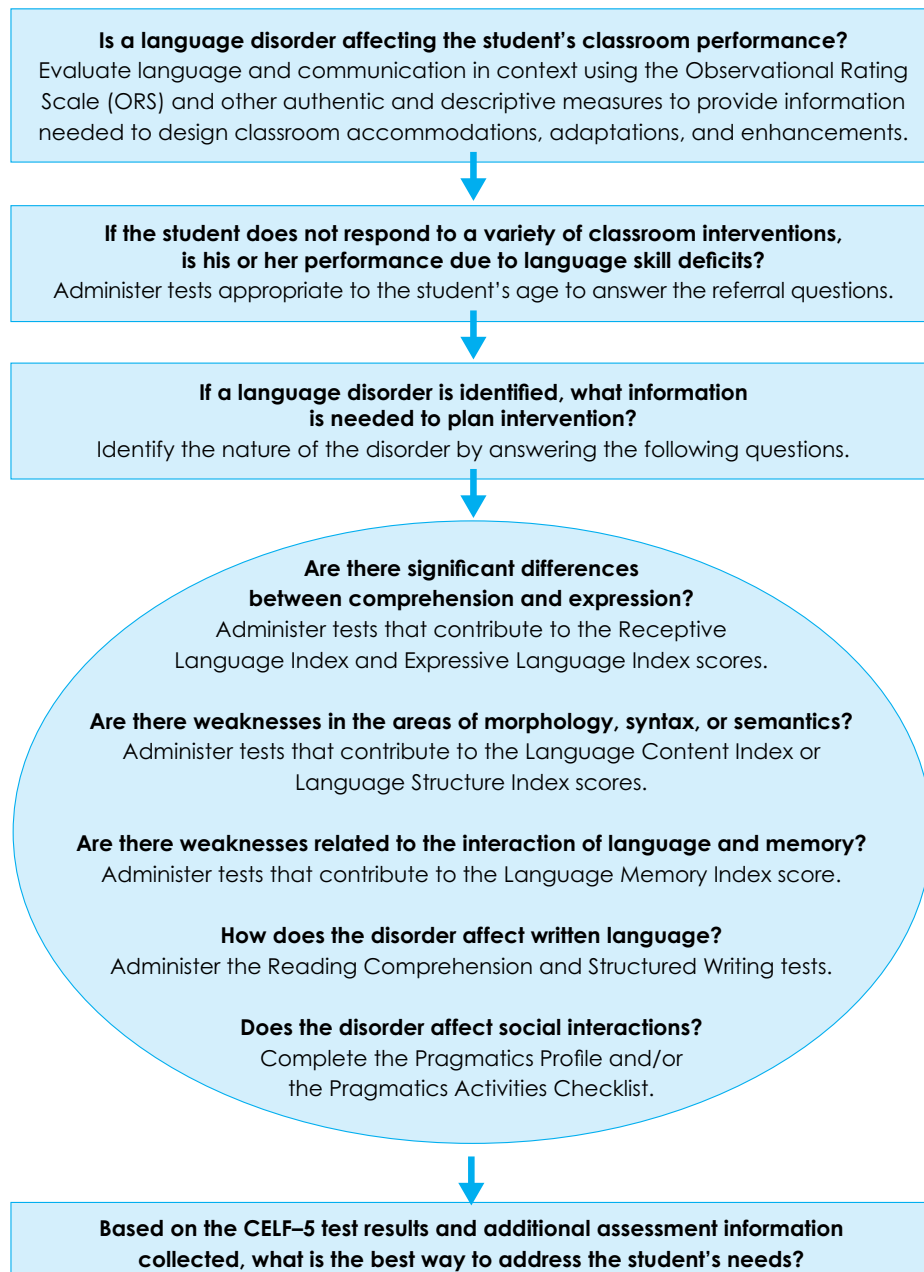 Is a language disorder affecting the student’s classroom performance?
Evaluate language and communication in context using the Observational Rating
Scale (ORS) and other authentic and descriptive measures to provide information
needed to design classroom accommodations, adaptations, and enhancements.
If the student does not respond to a variety of classroom interventions,
is his or her performance due to language skill deficits?
Administer tests appropriate to the student’s age to answer the referral questions.
If a language disorder is identified, what information
is needed to plan intervention?
Identify the nature of the disorder by answering the following questions.
Are there significant differences
between comprehension and expression?
Administer tests that contribute to the Receptive
Language Index and Expressive Language Index scores.
Are there weaknesses in the areas of morphology, syntax, or semantics?
Administer tests that contribute to the Language Content Index or
Language Structure Index scores.
Are there weaknesses related to the interaction of language and memory?
Administer tests that contribute to the Language Memory Index score.
How does the disorder affect written language?
Administer the Reading Comprehension and Structured Writing tests.
Does the disorder affect social interactions?
Complete the Pragmatics Profile and/or
the Pragmatics Activities Checklist.
Based on the CELF–5 test results and additional assessment information
collected, what is the best way to address the student’s needs?